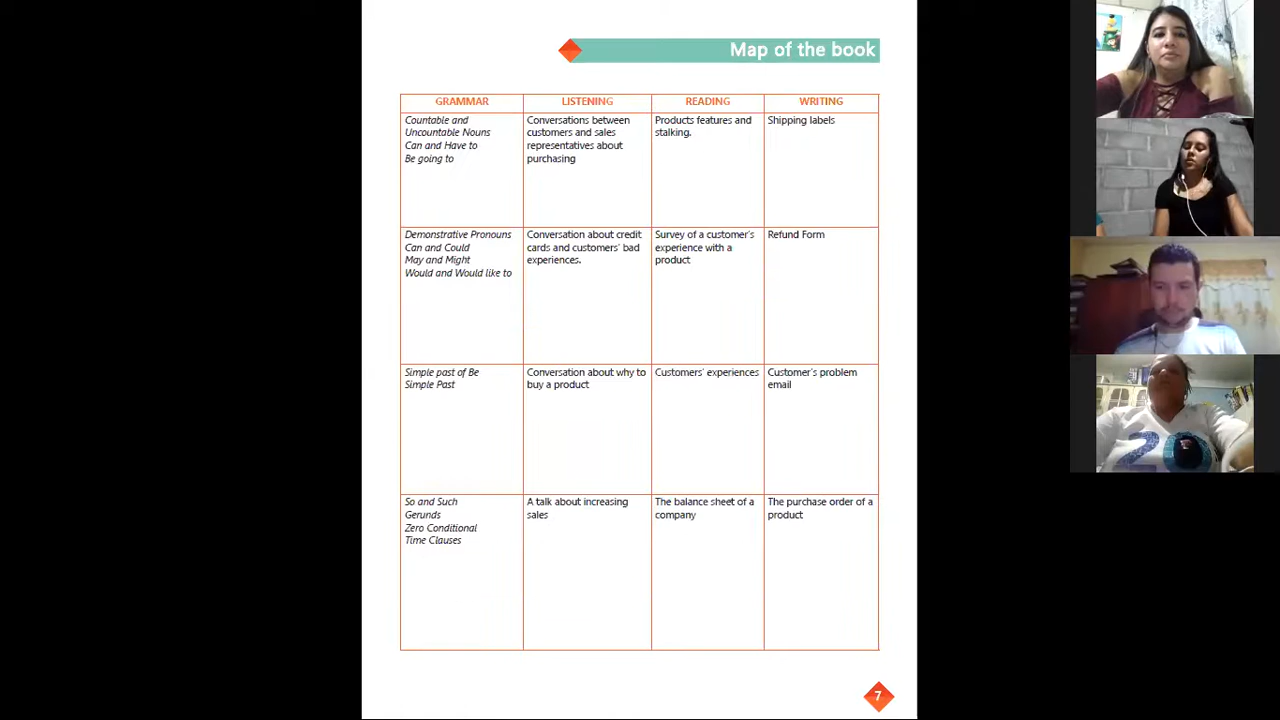 Map of the book
GRAMMAR
LISTENING
READING
WRITING
Countable and
Uncountable Nouns
Can and Have to
Be going to
Conversations between
customers and sales
representatives about
purchasing
Products features and
stalking.
Shipping labels
Demonstrative Pronouns
Can and Could
May and Might
Would and Would like to
Conversation about credit
cards and customers' bad
experiences.
Survey of a customer's
experience with a
product
Refund Form
Simple past of Be
Simple Past
Conversation about why to
buy a product
Customers' experiences
Customer's problem
email
So and Such
Gerunds
Zero Conditional
Time Clauses
A talk about increasing
sales
The balance sheet of a
company
The purchase order of a
product
7
20